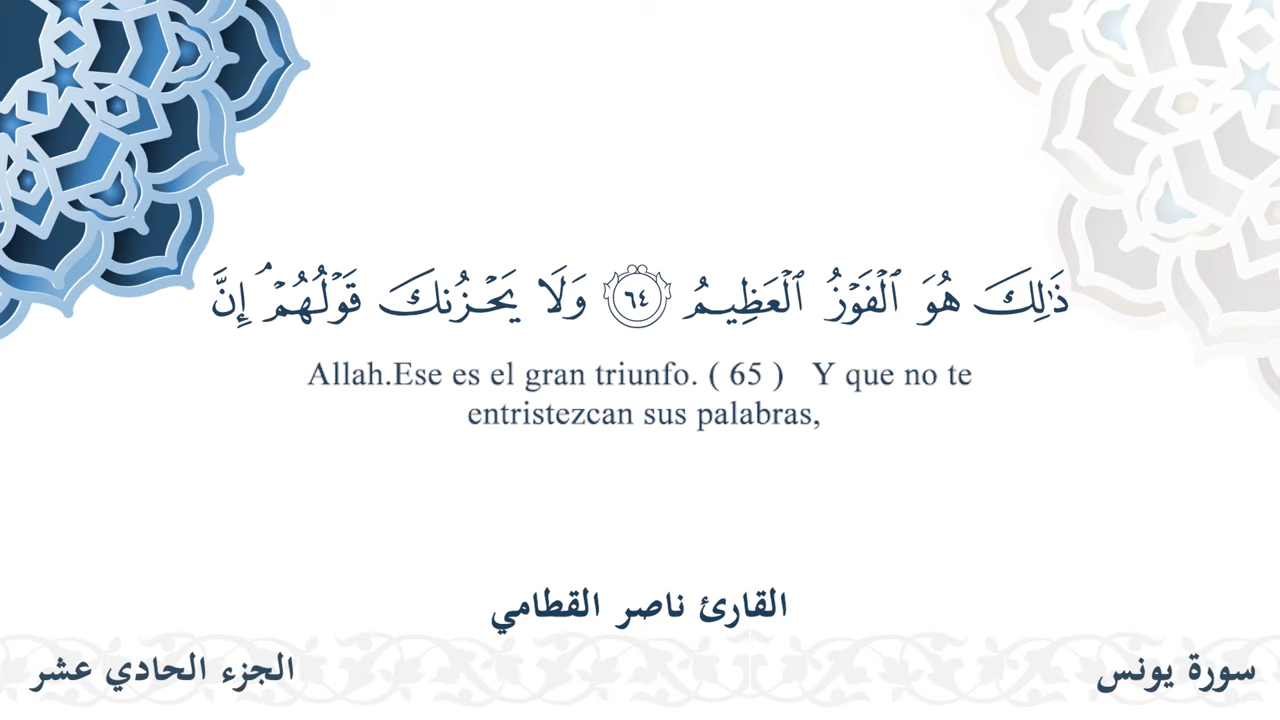 ذَٰلِكَ هُوَ ٱلۡفَوۡزُ ٱلۡعَظِيمُ ٦٤ وَلَا يَحۡزُنكَ قَوۡلُهُمۡۘ إِنَّ
Allah.Ese es el gran triunfo. ( 65 ) Y que no te
entristezcan sus palabras,
القارئ ناصر القطامي
سورة يونس
الجزء الحادي عشر